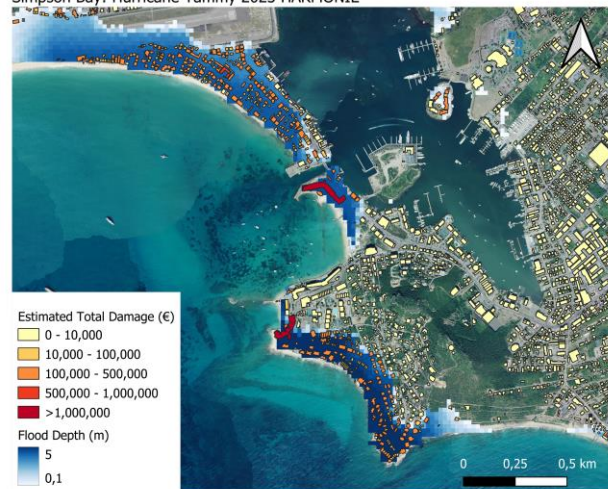 Simpson Bay: Hurricane Tammy 2023 HARMONIE
Estimated Total Damage (€)
0 - 10,000
10,000 - 100,000
100,000 - 500,000
500,000 - 1,000,000
>1,000,000
Flood Depth (m)
5
0,1
0 0,25 0,5 km